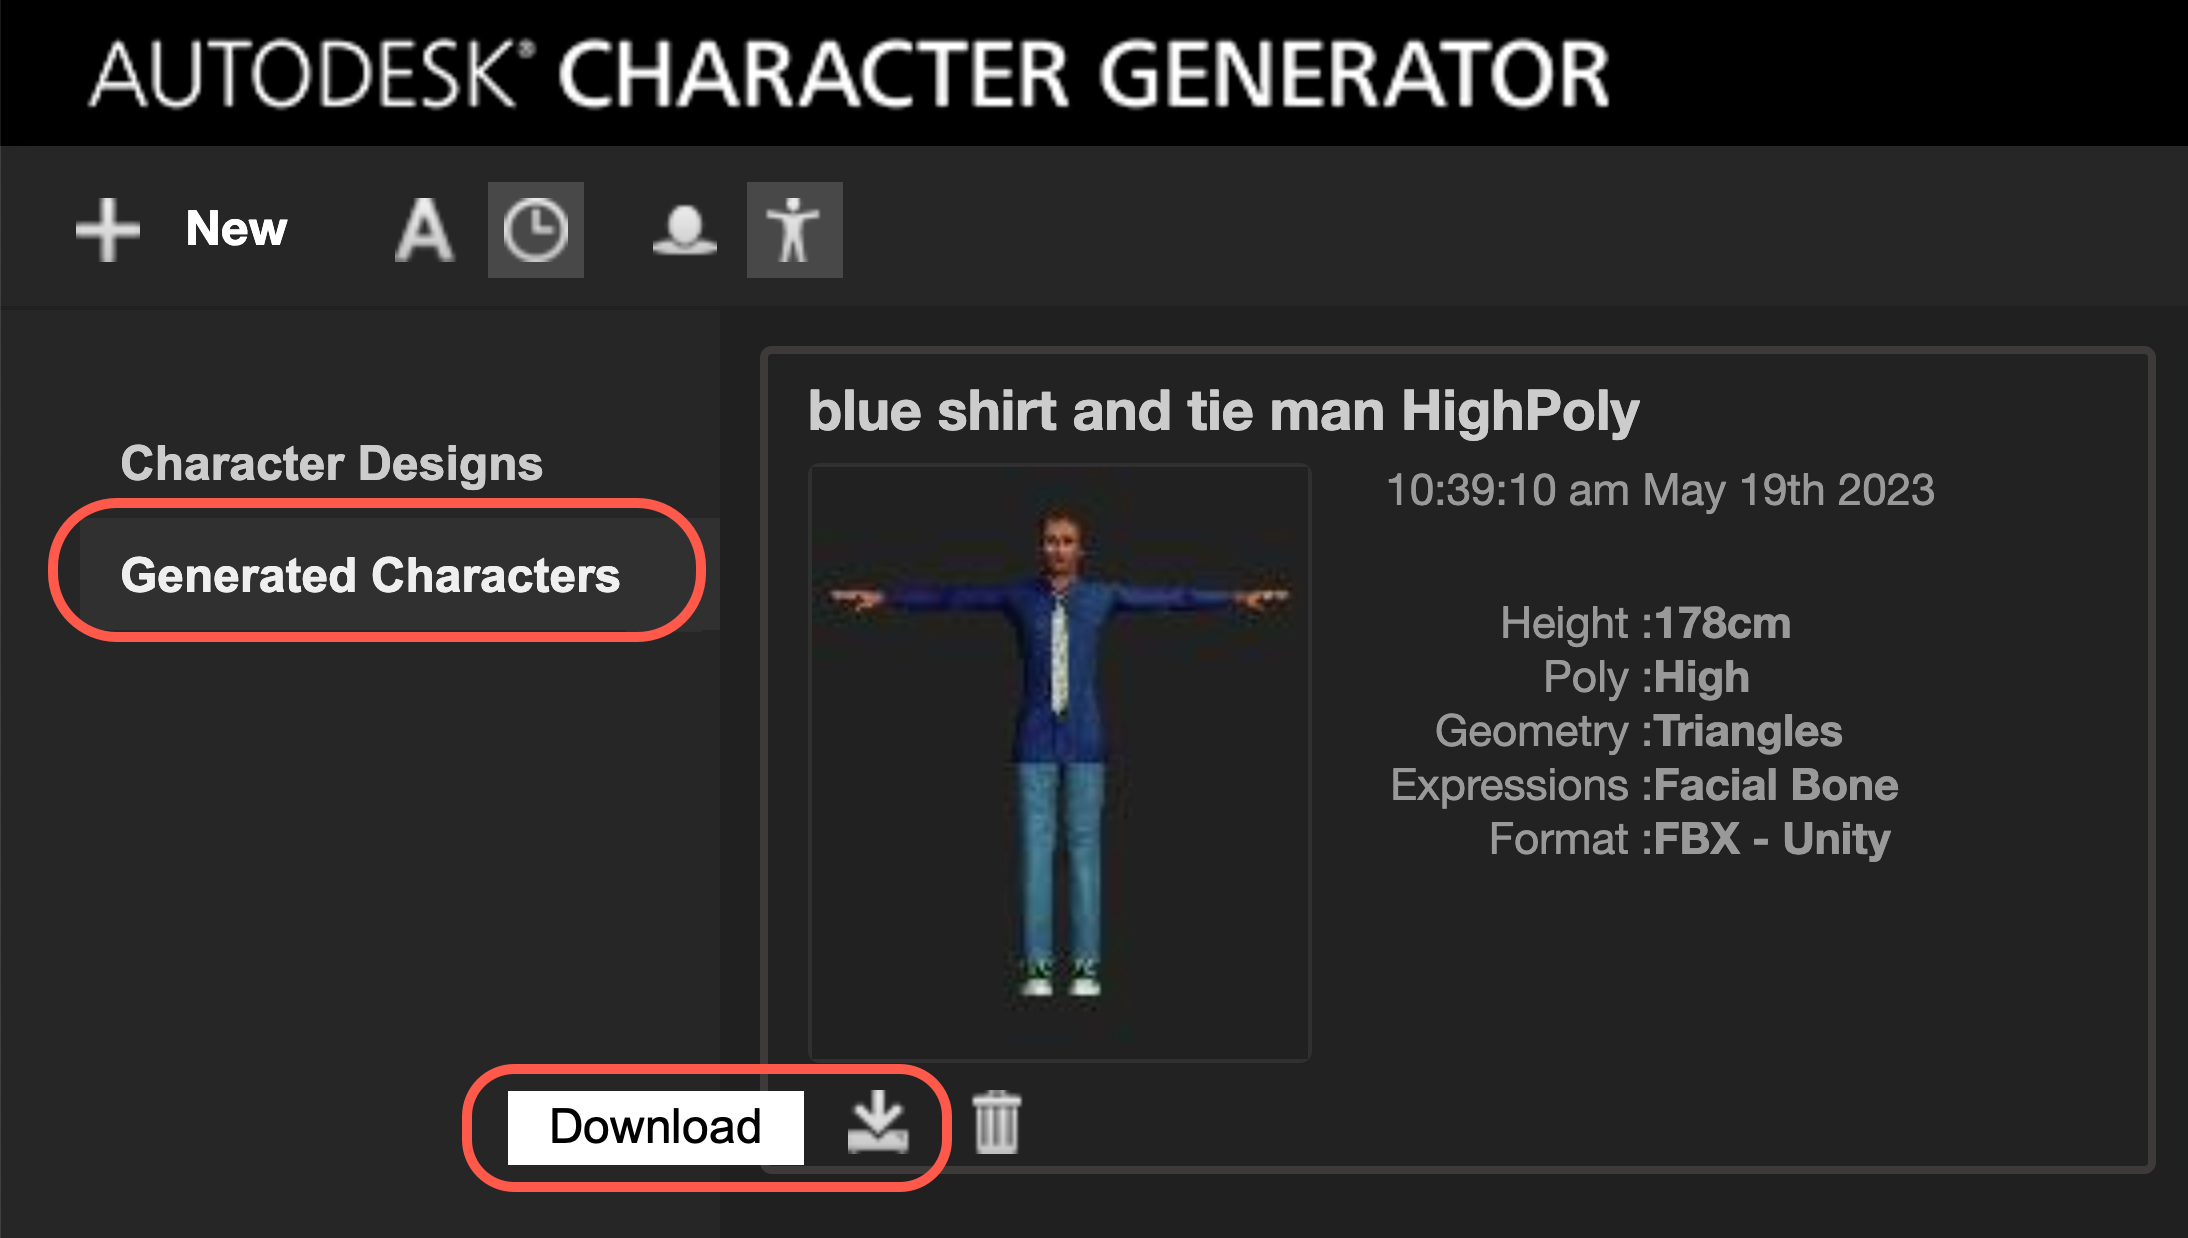 AUTODESK® CHARACTER GENERATOR
New
A
Character Designs
Generated Characters
blue shirt and tie man HighPoly
10:39:10 am May 19th 2023
Height :178cm
Poly :High
Geometry :Triangles
Expressions :Facial Bone
Format :FBX - Unity
Download